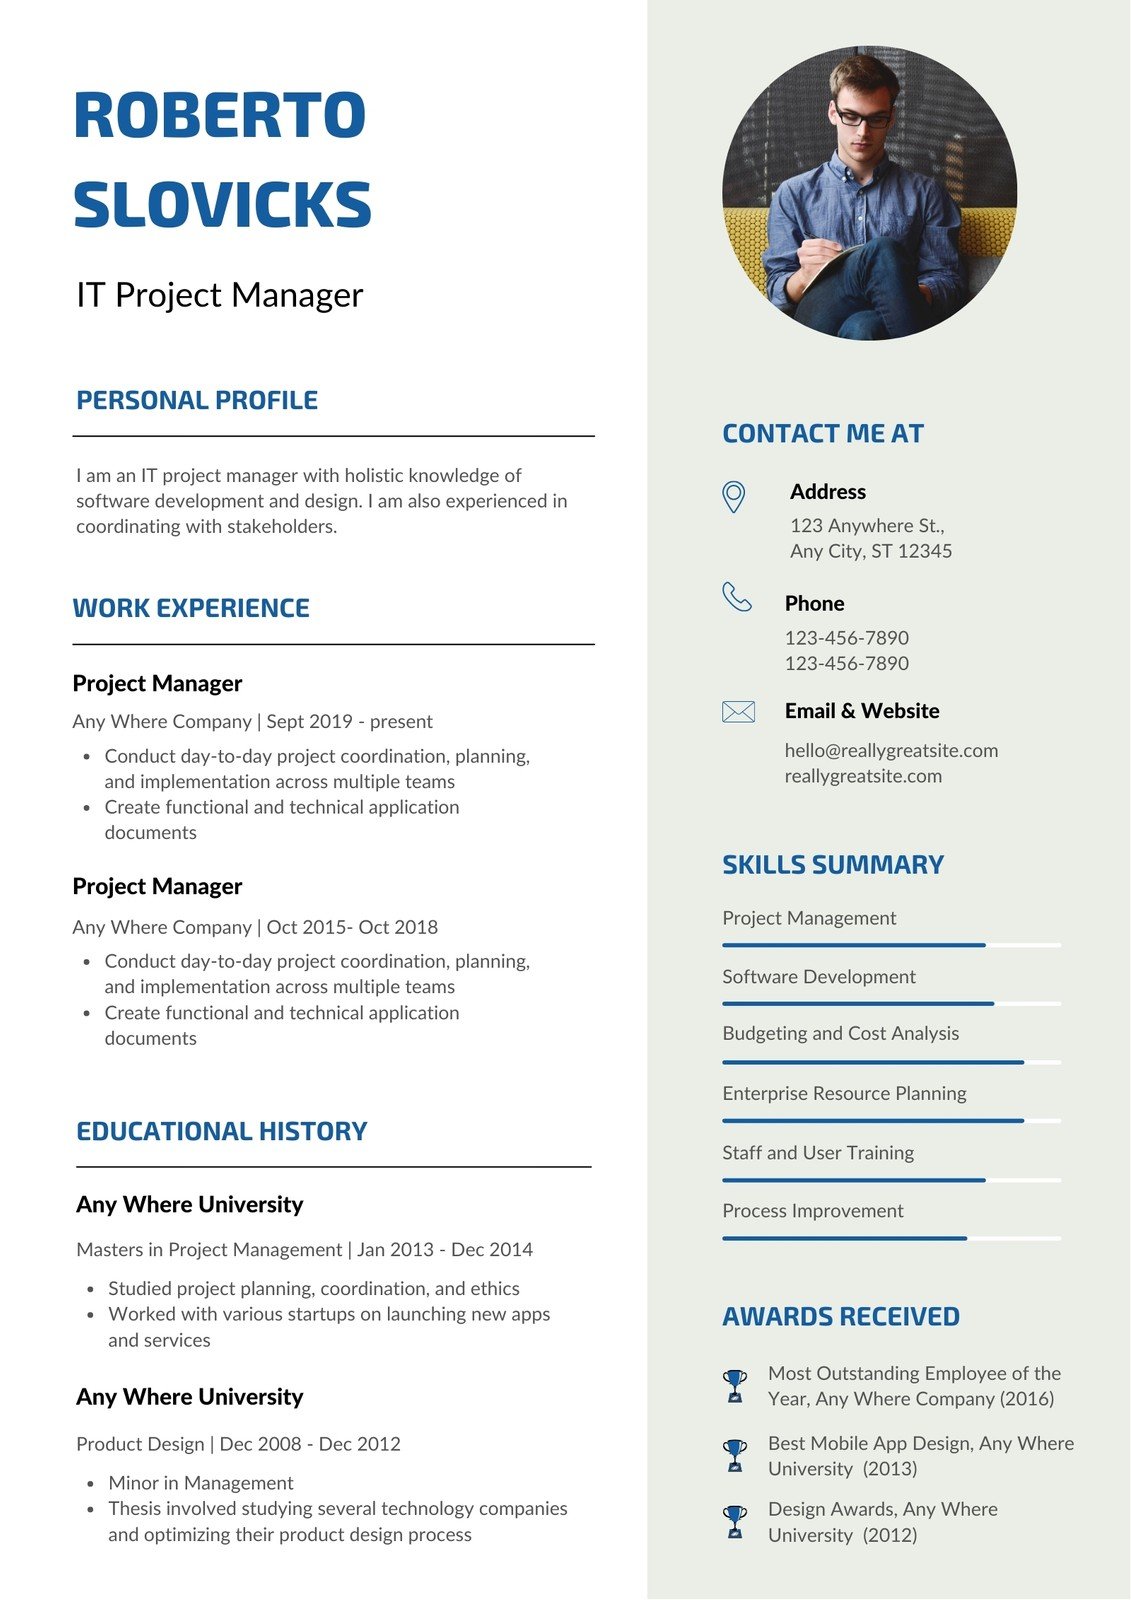 ROBERTO
SLOVICKS
IT Project Manager
PERSONAL PROFILE
I am an IT project manager with holistic knowledge of
software development and design. I am also experienced in
coordinating with stakeholders.
WORK EXPERIENCE
Project Manager
Any Where Company | Sept 2019 - present
• Conduct day-to-day project coordination, planning,
and implementation across multiple teams
• Create functional and technical application
documents
Project Manager
Any Where Company | Oct 2015- Oct 2018
• Conduct day-to-day project coordination, planning,
and implementation across multiple teams
• Create functional and technical application
documents
EDUCATIONAL HISTORY
Any Where University
Masters in Project Management | Jan 2013 - Dec 2014
• Studied project planning, coordination, and ethics
• Worked with various startups on launching new apps
and services
Any Where University
Product Design | Dec 2008 - Dec 2012
• Minor in Management
• Thesis involved studying several technology companies
and optimizing their product design process
CONTACT ME AT
Address
123 Anywhere St.,
Any City, ST 12345
Phone
123-456-7890
123-456-7890
Email & Website
hello@reallygreatsite.com
reallygreatsite.com
SKILLS SUMMARY
Project Management
Software Development
Budgeting and Cost Analysis
Enterprise Resource Planning
Staff and User Training
Process Improvement
AWARDS RECEIVED
Most Outstanding Employee of the
Year, Any Where Company (2016)
Best Mobile App Design, Any Where
University  (2013)
Design Awards, Any Where
University  (2012)